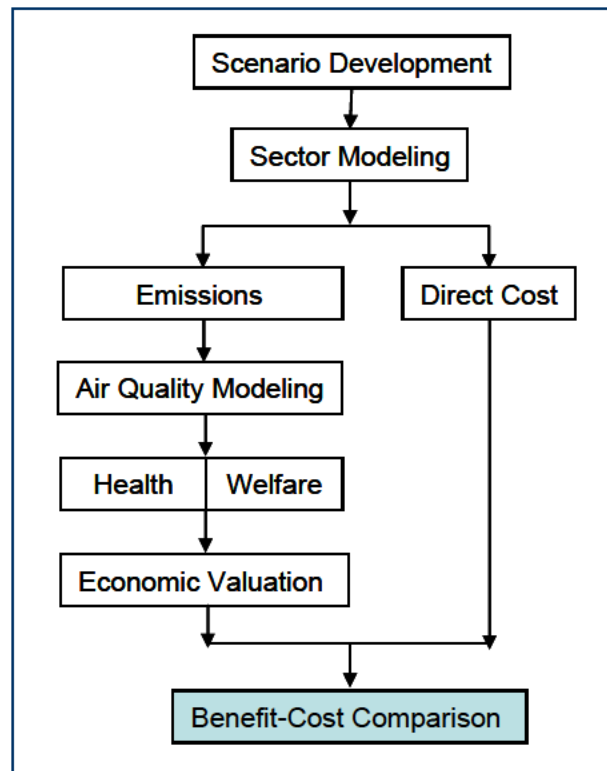 Scenario Development
Sector Modeling
Emissions
Direct Cost
Air Quality Modeling
Health
Welfare
Economic Valuation
Benefit-Cost Comparison